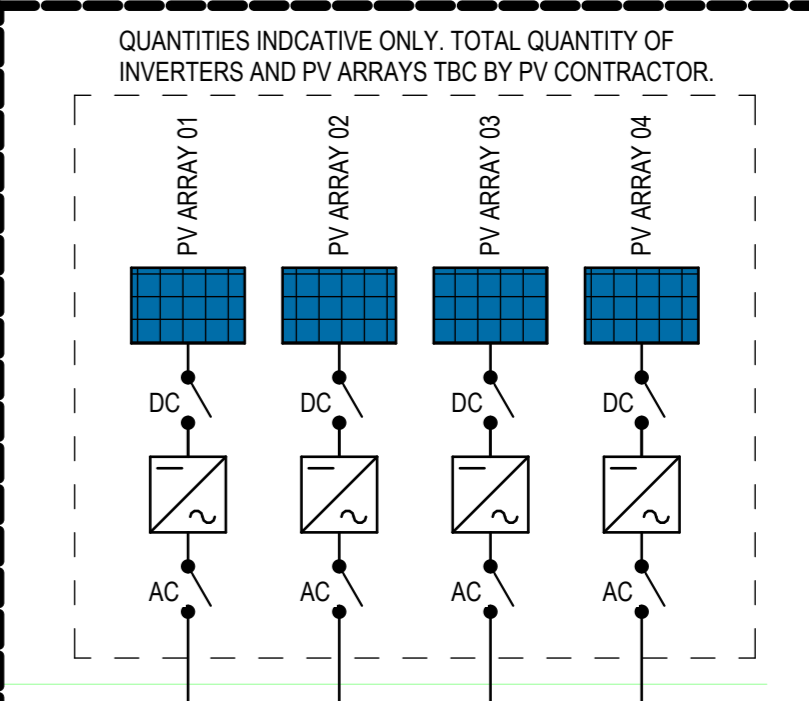 QUANTITIES INDCATIVE ONLY. TOTAL QUANTITY OF
INVERTERS AND PV ARRAYS TBC BY PV CONTRACTOR.
PV ARRAY 01
PV ARRAY 02
PV ARRAY 03
PV ARRAY 04
DC
DC
DC
DC
AC
AC
AC
AC